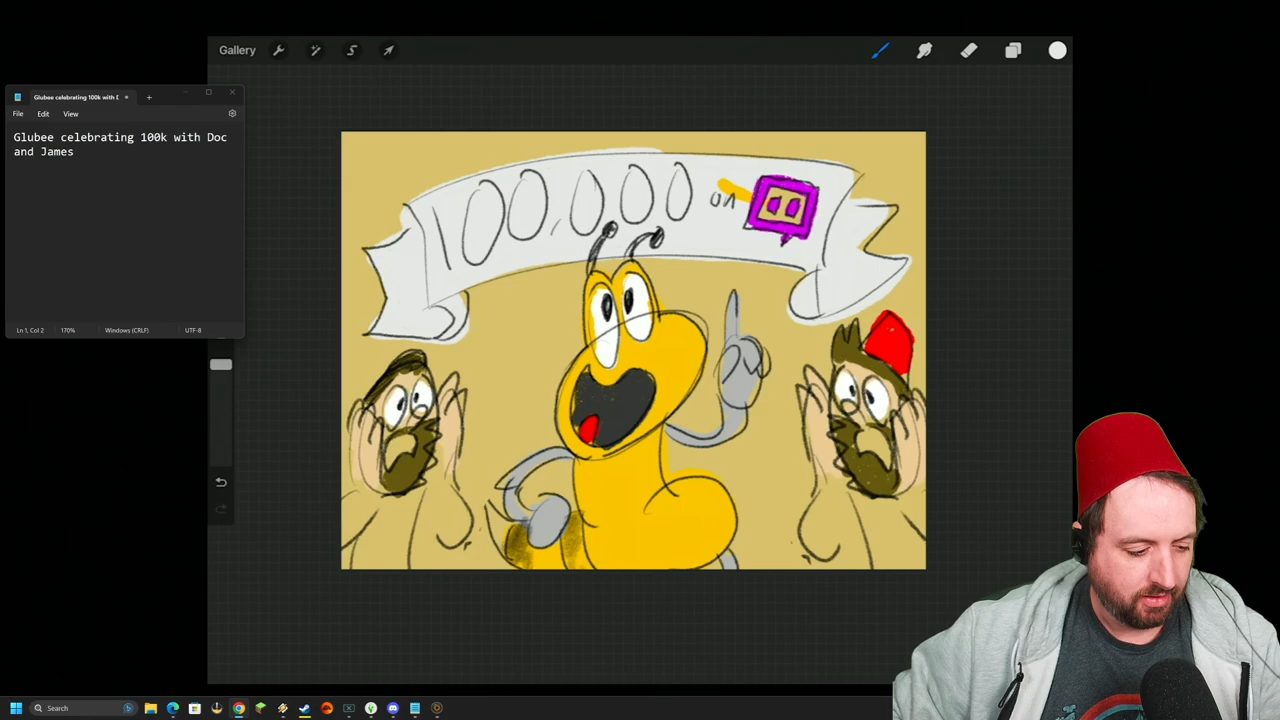 Gallery
Glubee celebrating 100k with D
File Edit View
Glubee celebrating 100k with Doc
and James
Ln 1, Col 2 170% Windows (CRLF) UTF-8
100,000 on
Search